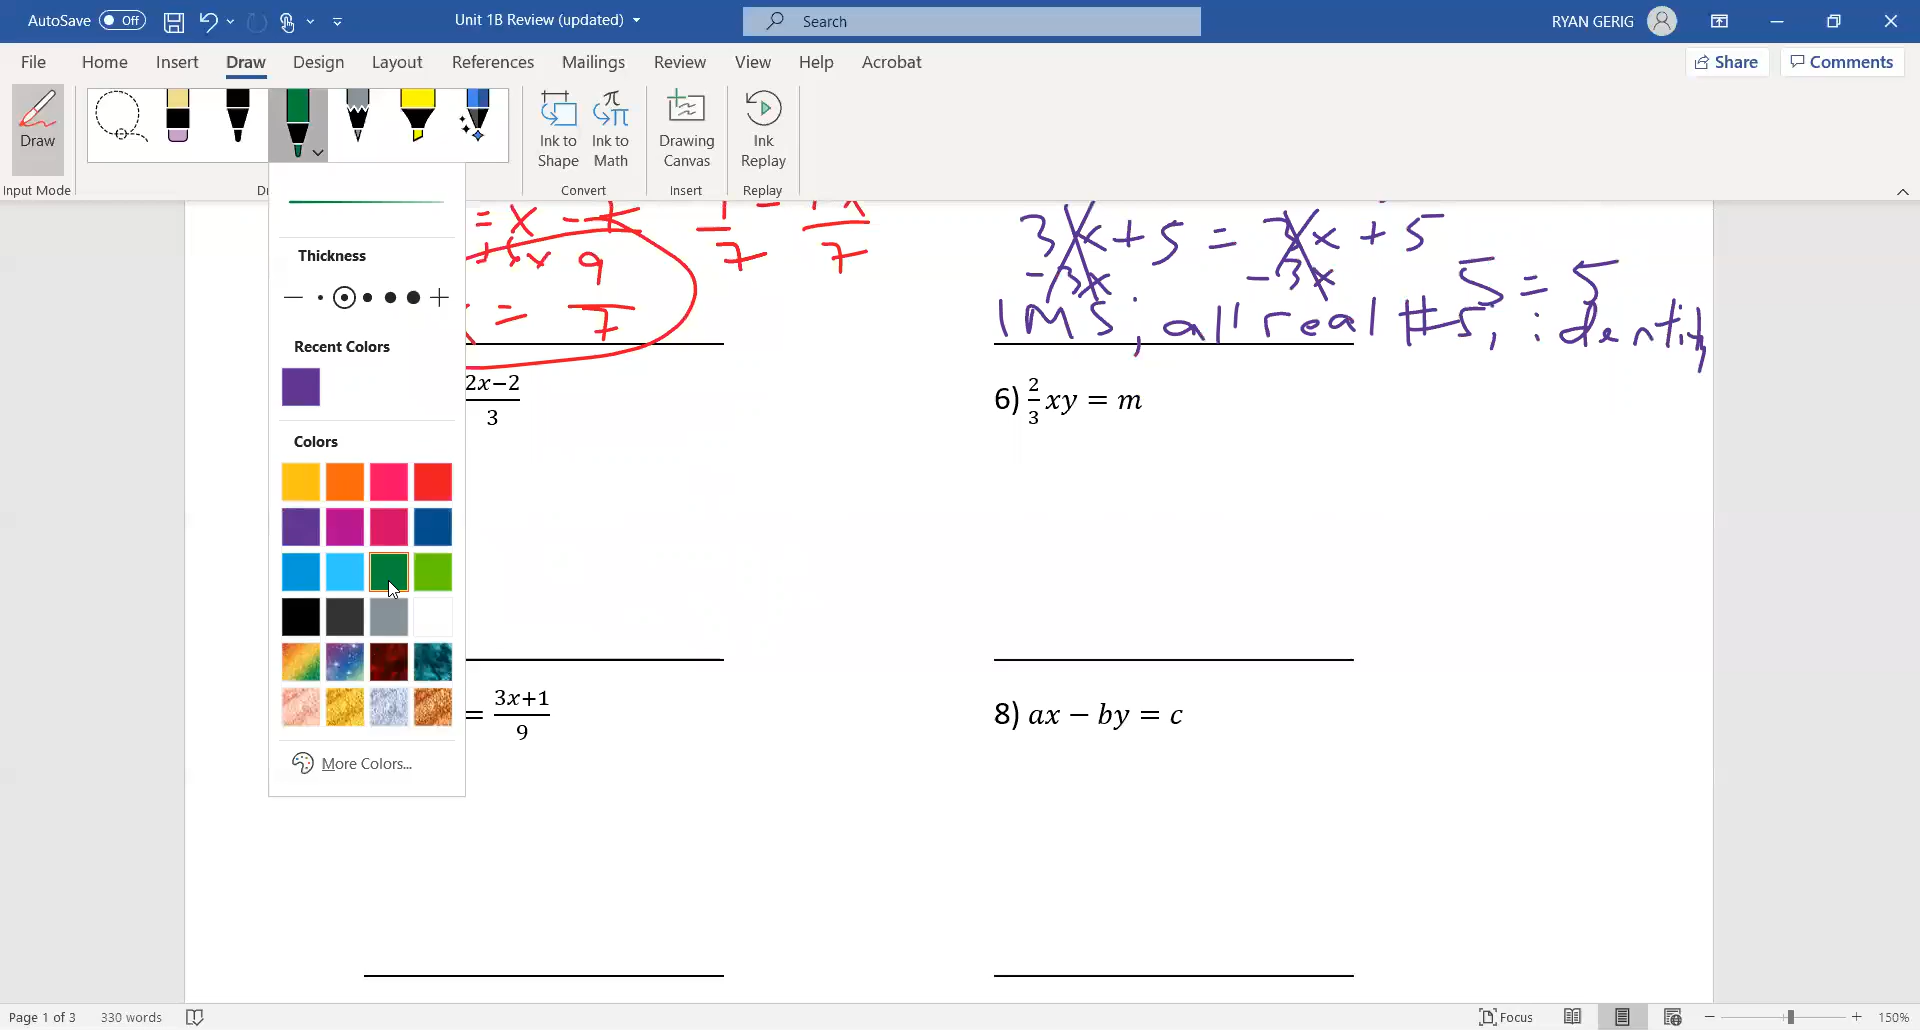 AutoSave Off Unit 1B Review (updated) Search RYAN GERIG
File Home Insert Draw Design Layout References Mailings Review View Help Acrobat Share Comments
Draw
Ink to Shape
Ink to Math
Drawing Canvas
Ink Replay
Input Mode Convert Insert Replay
Thickness
Recent Colors
Colors
More Colors...
= x -
9
= 7
7 7
3x + 5 = 3x + 5
-3x -3x 5 = 5
IMS; all real #s, identity
2x−2
3
6) 2/3 xy = m
= 3x+1
9
8) ax − by = c
Page 1 of 3 330 words Focus 150%